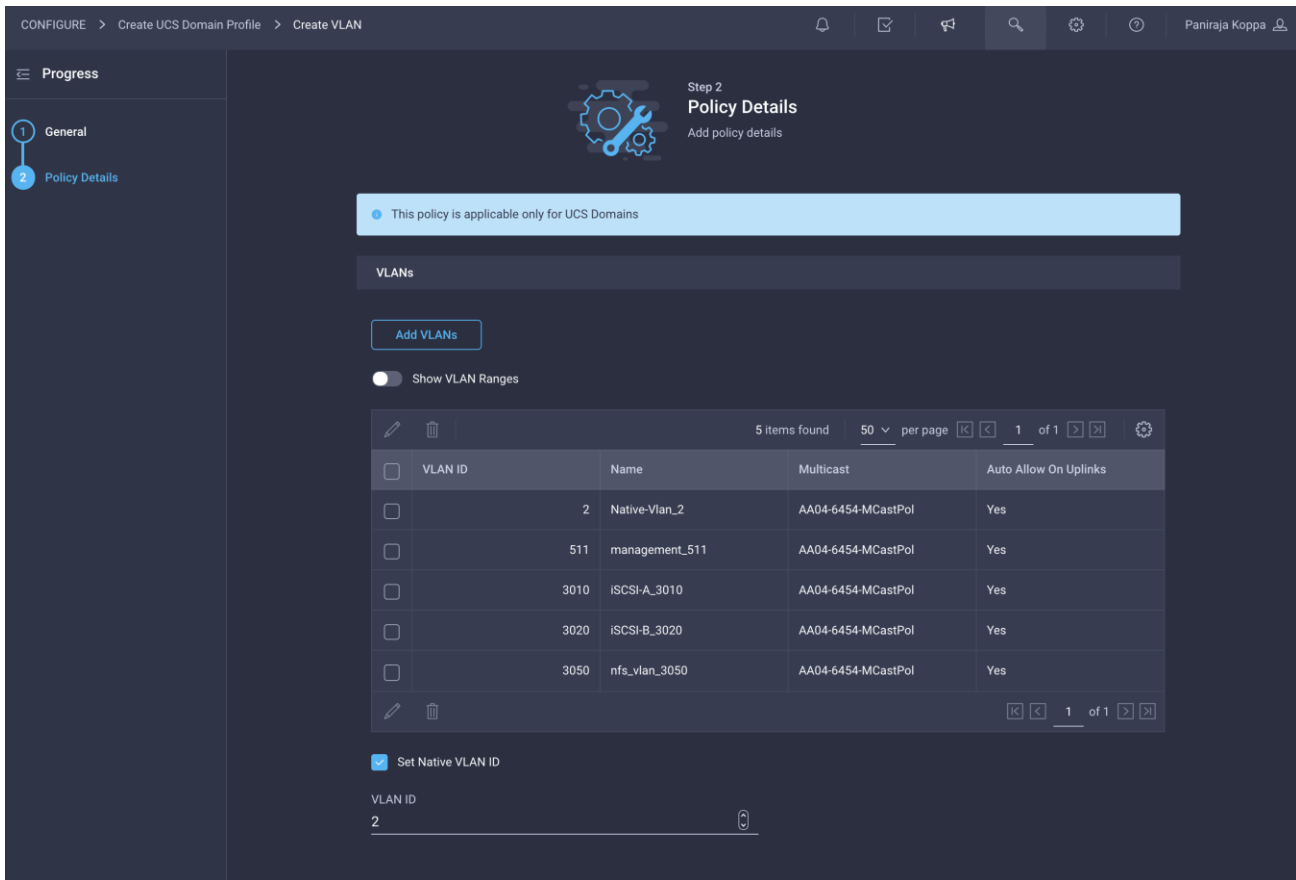 CONFIGURE > Create UCS Domain Profile > Create VLAN
Paniraja Koppa
Progress
1 General
2 Policy Details
Step 2
Policy Details
Add policy details
This policy is applicable only for UCS Domains
VLANs
Add VLANs
Show VLAN Ranges
5 items found 50 per page 1 of 1
VLAN ID Name Multicast Auto Allow On Uplinks
2 Native-Vlan_2 AA04-6454-MCastPol Yes
511 management_511 AA04-6454-MCastPol Yes
3010 iSCSI-A_3010 AA04-6454-MCastPol Yes
3020 iSCSI-B_3020 AA04-6454-MCastPol Yes
3050 nfs_vlan_3050 AA04-6454-MCastPol Yes
1 of 1
Set Native VLAN ID
VLAN ID
2